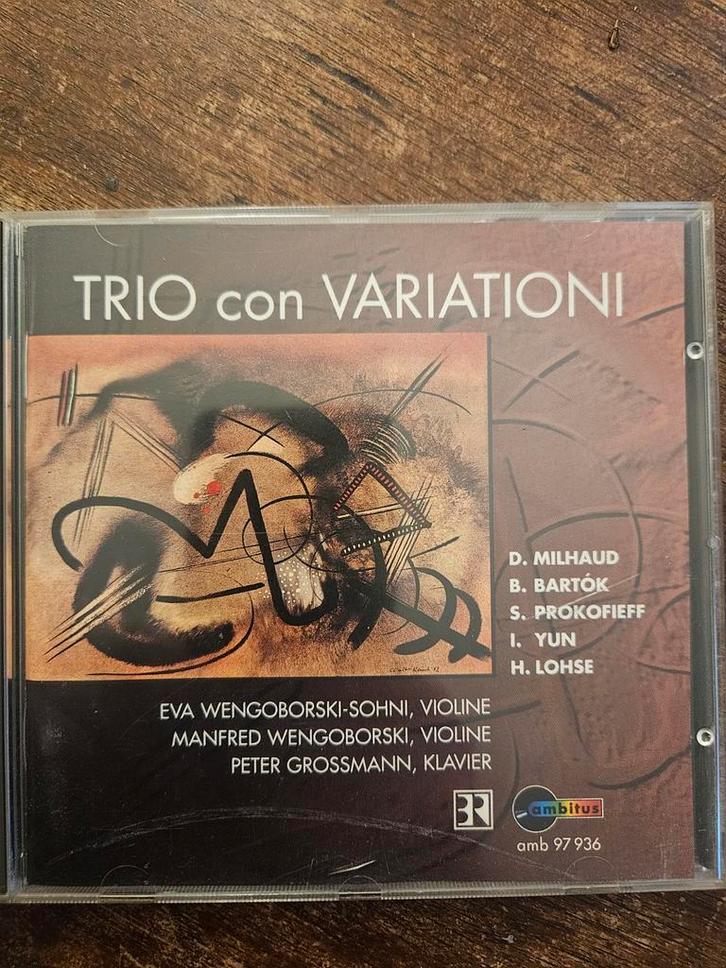 TRIO con VARIATIONI
D. MILHAUD
B. BARTÓK
S. PROKOFIEFF
I. YUN
H. LOHSE
EVA WENGOBORSKI-SOHNI, VIOLINE
MANFRED WENGOBORSKI, VIOLINE
PETER GROSSMANN, KLAVIER
BR
ambitus
amb 97 936